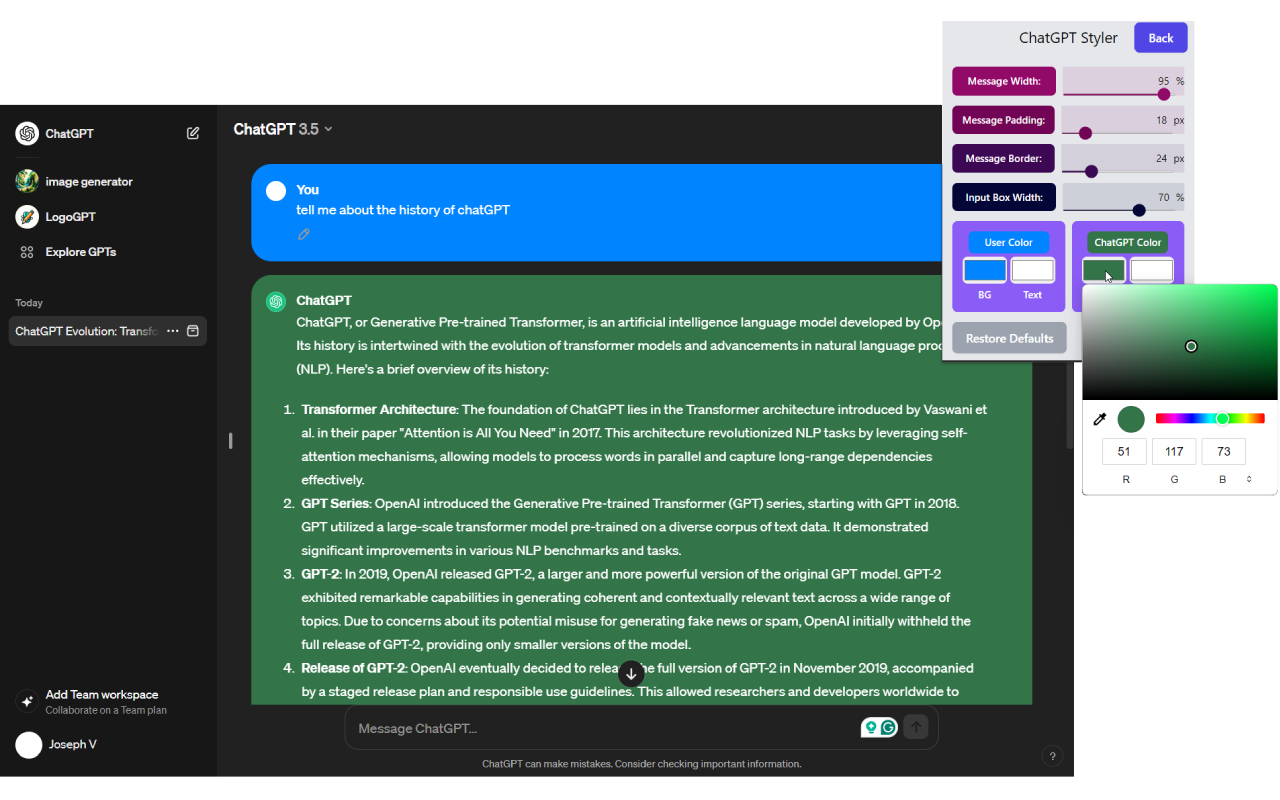 ChatGPT Styler
Back
Message Width:
95 %
Message Padding:
18 px
Message Border:
24 px
Input Box Width:
70 %
User Color
BG
Text
ChatGPT Color
Restore Defaults
51
117
73
R
G
B
ChatGPT
image generator
LogoGPT
Explore GPTs
Today
ChatGPT Evolution: Transfo
Add Team workspace
Collaborate on a Team plan
Joseph V
ChatGPT 3.5
You
tell me about the history of chatGPT
ChatGPT
ChatGPT, or Generative Pre-trained Transformer, is an artificial intelligence language model developed by Op
Its history is intertwined with the evolution of transformer models and advancements in natural language proc
(NLP). Here's a brief overview of its history:
1. Transformer Architecture: The foundation of ChatGPT lies in the Transformer architecture introduced by Vaswani et
al. in their paper "Attention is All You Need" in 2017. This architecture revolutionized NLP tasks by leveraging self-
attention mechanisms, allowing models to process words in parallel and capture long-range dependencies
effectively.
2. GPT Series: OpenAI introduced the Generative Pre-trained Transformer (GPT) series, starting with GPT in 2018.
GPT utilized a large-scale transformer model pre-trained on a diverse corpus of text data. It demonstrated
significant improvements in various NLP benchmarks and tasks.
3. GPT-2: In 2019, OpenAI released GPT-2, a larger and more powerful version of the original GPT model. GPT-2
exhibited remarkable capabilities in generating coherent and contextually relevant text across a wide range of
topics. Due to concerns about its potential misuse for generating fake news or spam, OpenAI initially withheld the
full release of GPT-2, providing only smaller versions of the model.
4. Release of GPT-2: OpenAI eventually decided to relea he full version of GPT-2 in November 2019, accompanied
by a staged release plan and responsible use guidelines. This allowed researchers and developers worldwide to
Message ChatGPT...
ChatGPT can make mistakes. Consider checking important information.
?